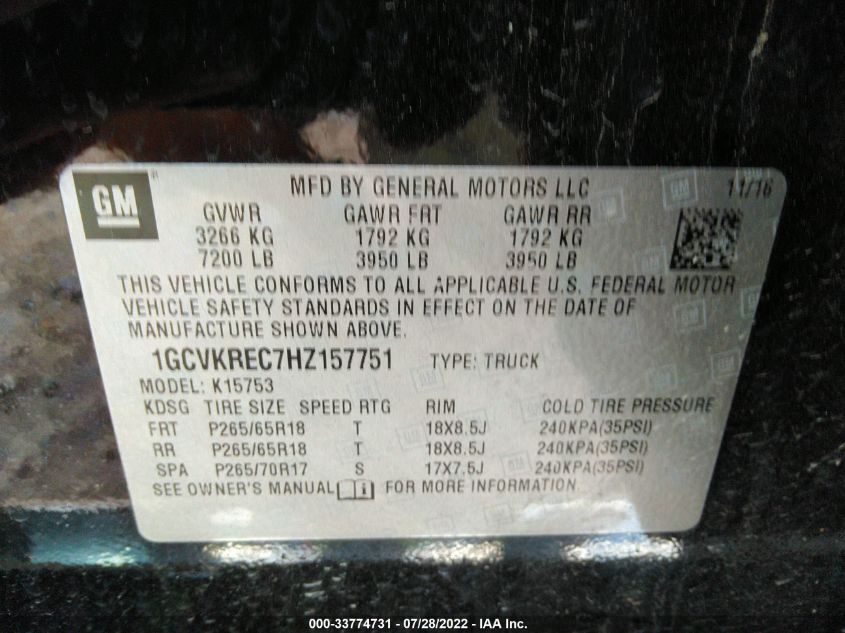 GM MFD BY GENERAL MOTORS LLC 11/16
GVWR GAWR FRT GAWR RR
3266 KG 1792 KG 1792 KG
7200 LB 3950 LB 3950 LB
THIS VEHICLE CONFORMS TO ALL APPLICABLE U.S. FEDERAL MOTOR
VEHICLE SAFETY STANDARDS IN EFFECT ON THE DATE OF
MANUFACTURE SHOWN ABOVE.
1GCVKREC7HZ157751 TYPE: TRUCK
MODEL: K15753
KDSG TIRE SIZE SPEED RTG RIM COLD TIRE PRESSURE
FRT P265/65R18 T 18X8.5J 240KPA(35PSI)
RR P265/65R18 T 18X8.5J 240KPA(35PSI)
SPA P265/70R17 S 17X7.5J 240KPA(35PSI)
SEE OWNER'S MANUAL FOR MORE INFORMATION.
000-33774731 - 07/28/2022 - IAA Inc.